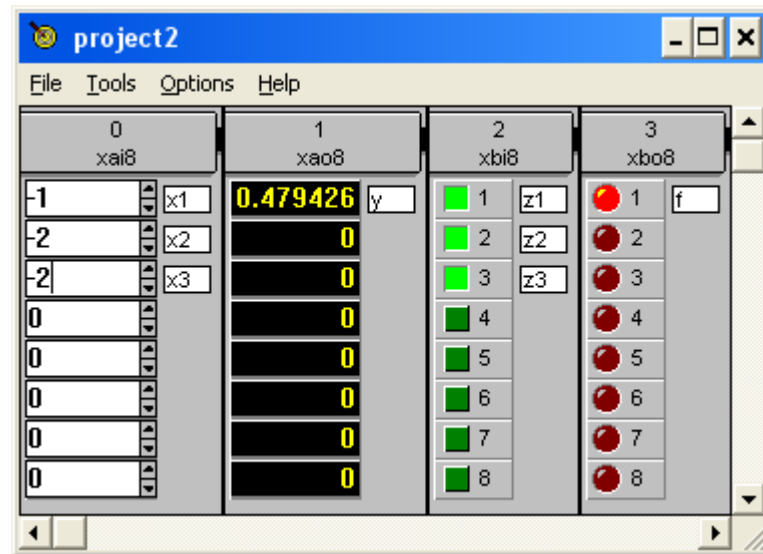 project2
File Tools Options Help
0 1 2 3
xai8 xao8 xbi8 xbo8
-1 x1 0.479426 y 1 z1 1 f
-2 x2 0 2 z2 2
-2 x3 0 3 z3 3
0 0 4 4
0 0 5 5
0 0 6 6
0 0 7 7
0 0 8 8